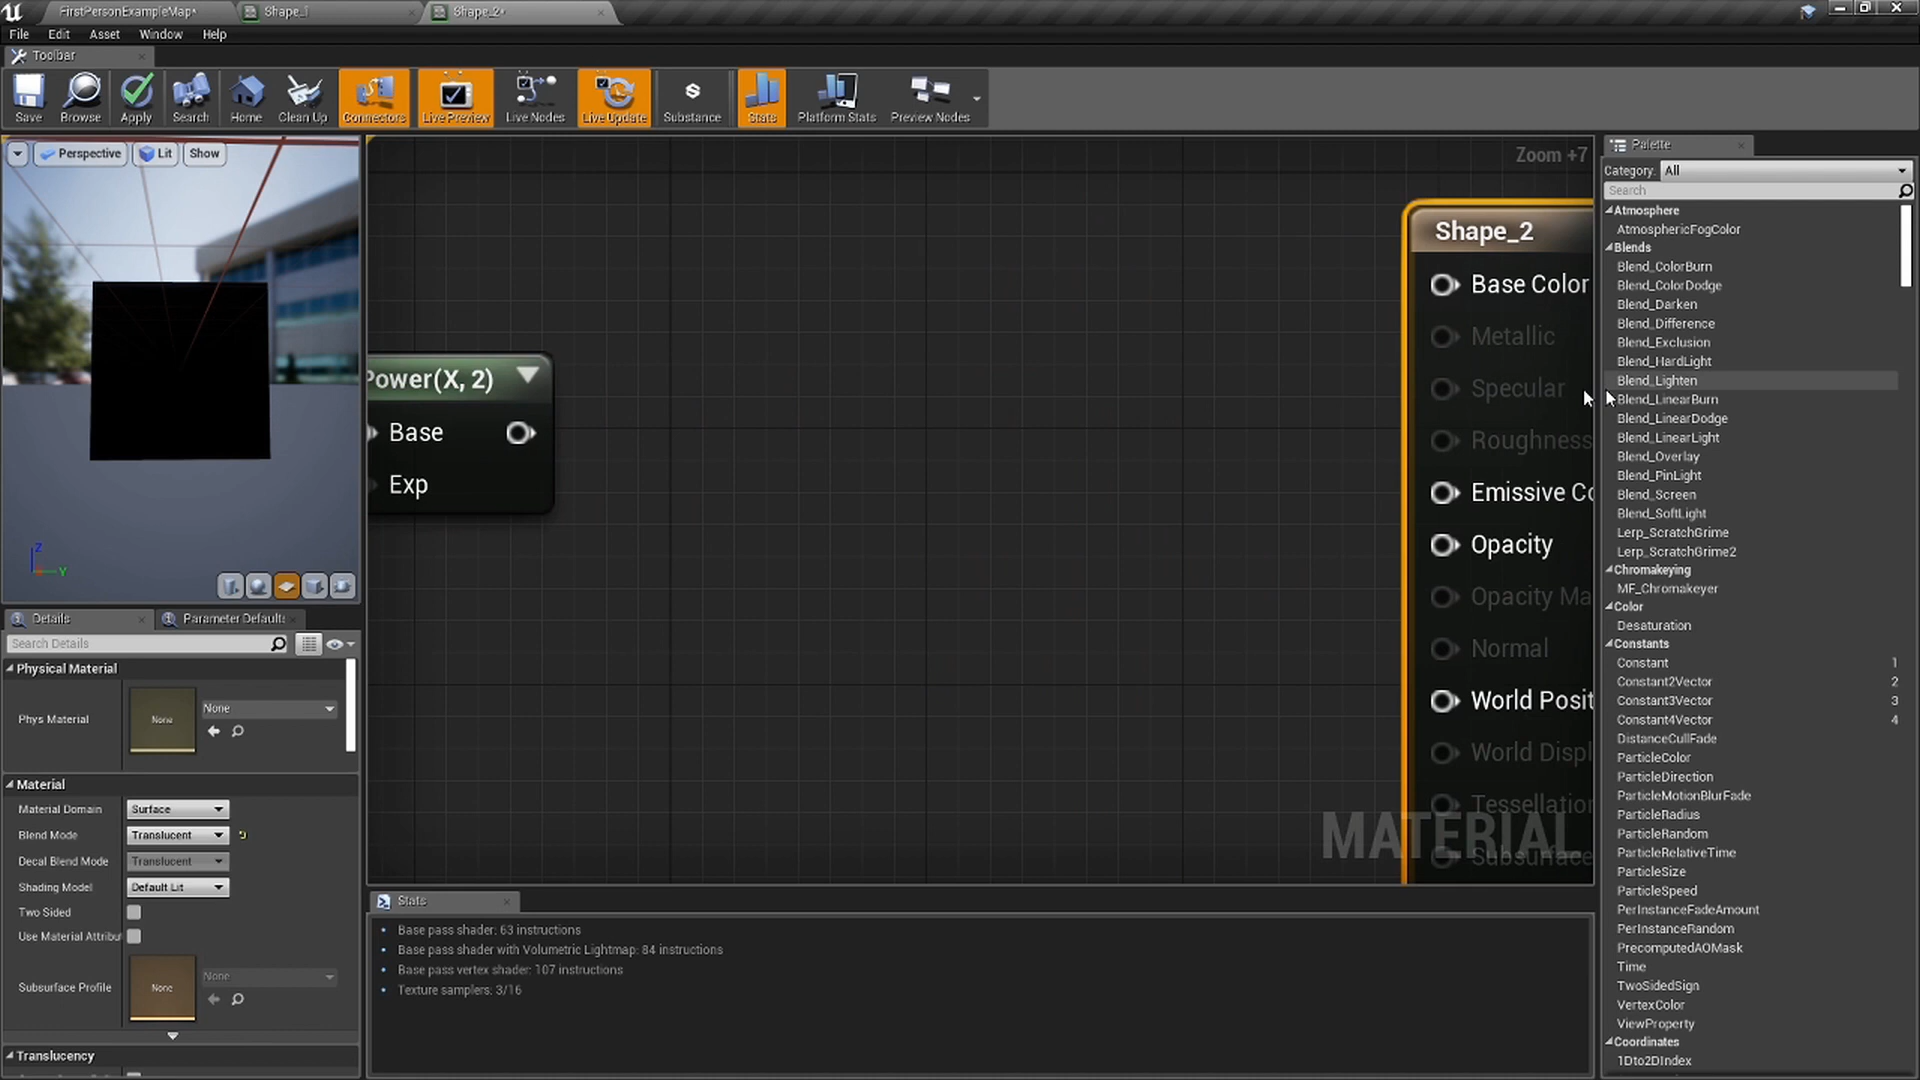 FirstPersonExampleMap*
Shape_1
Shape_2*
File Edit Asset Window Help
Toolbar
Save Browse Apply Search Home Clean Up Connectors Live Preview Live Nodes Live Update Substance Stats Platform Stats Preview Nodes
Perspective Lit Show
Zoom +7
Power(X, 2)
Base
Exp
Shape_2
Base Color
Metallic
Specular
Roughness
Emissive Co
Opacity
Opacity Ma
Normal
World Posit
World Displ
Tessellation
Subsurface
MATERIAL
Z
Y
Details
Parameter Defaults
Search Details
Physical Material
Phys Material
None
None
Material
Material Domain Surface
Blend Mode Translucent
Decal Blend Mode Translucent
Shading Model Default Lit
Two Sided
Use Material Attribut
Subsurface Profile
None
None
Translucency
Stats
Base pass shader: 63 instructions
Base pass shader with Volumetric Lightmap: 84 instructions
Base pass vertex shader: 107 instructions
Texture samplers: 3/16
Palette
Category: All
Search
Atmosphere
AtmosphericFogColor
Blends
Blend_ColorBurn
Blend_ColorDodge
Blend_Darken
Blend_Difference
Blend_Exclusion
Blend_HardLight
Blend_Lighten
Blend_LinearBurn
Blend_LinearDodge
Blend_LinearLight
Blend_Overlay
Blend_PinLight
Blend_Screen
Blend_SoftLight
Lerp_ScratchGrime
Lerp_ScratchGrime2
Chromakeying
MF_Chromakeyer
Color
Desaturation
Constants
Constant 1
Constant2Vector 2
Constant3Vector 3
Constant4Vector 4
DistanceCullFade
ParticleColor
ParticleDirection
ParticleMotionBlurFade
ParticleRadius
ParticleRandom
ParticleRelativeTime
ParticleSize
ParticleSpeed
PerInstanceFadeAmount
PerInstanceRandom
PrecomputedAOMask
Time
TwoSidedSign
VertexColor
ViewProperty
Coordinates
1Dto2DIndex